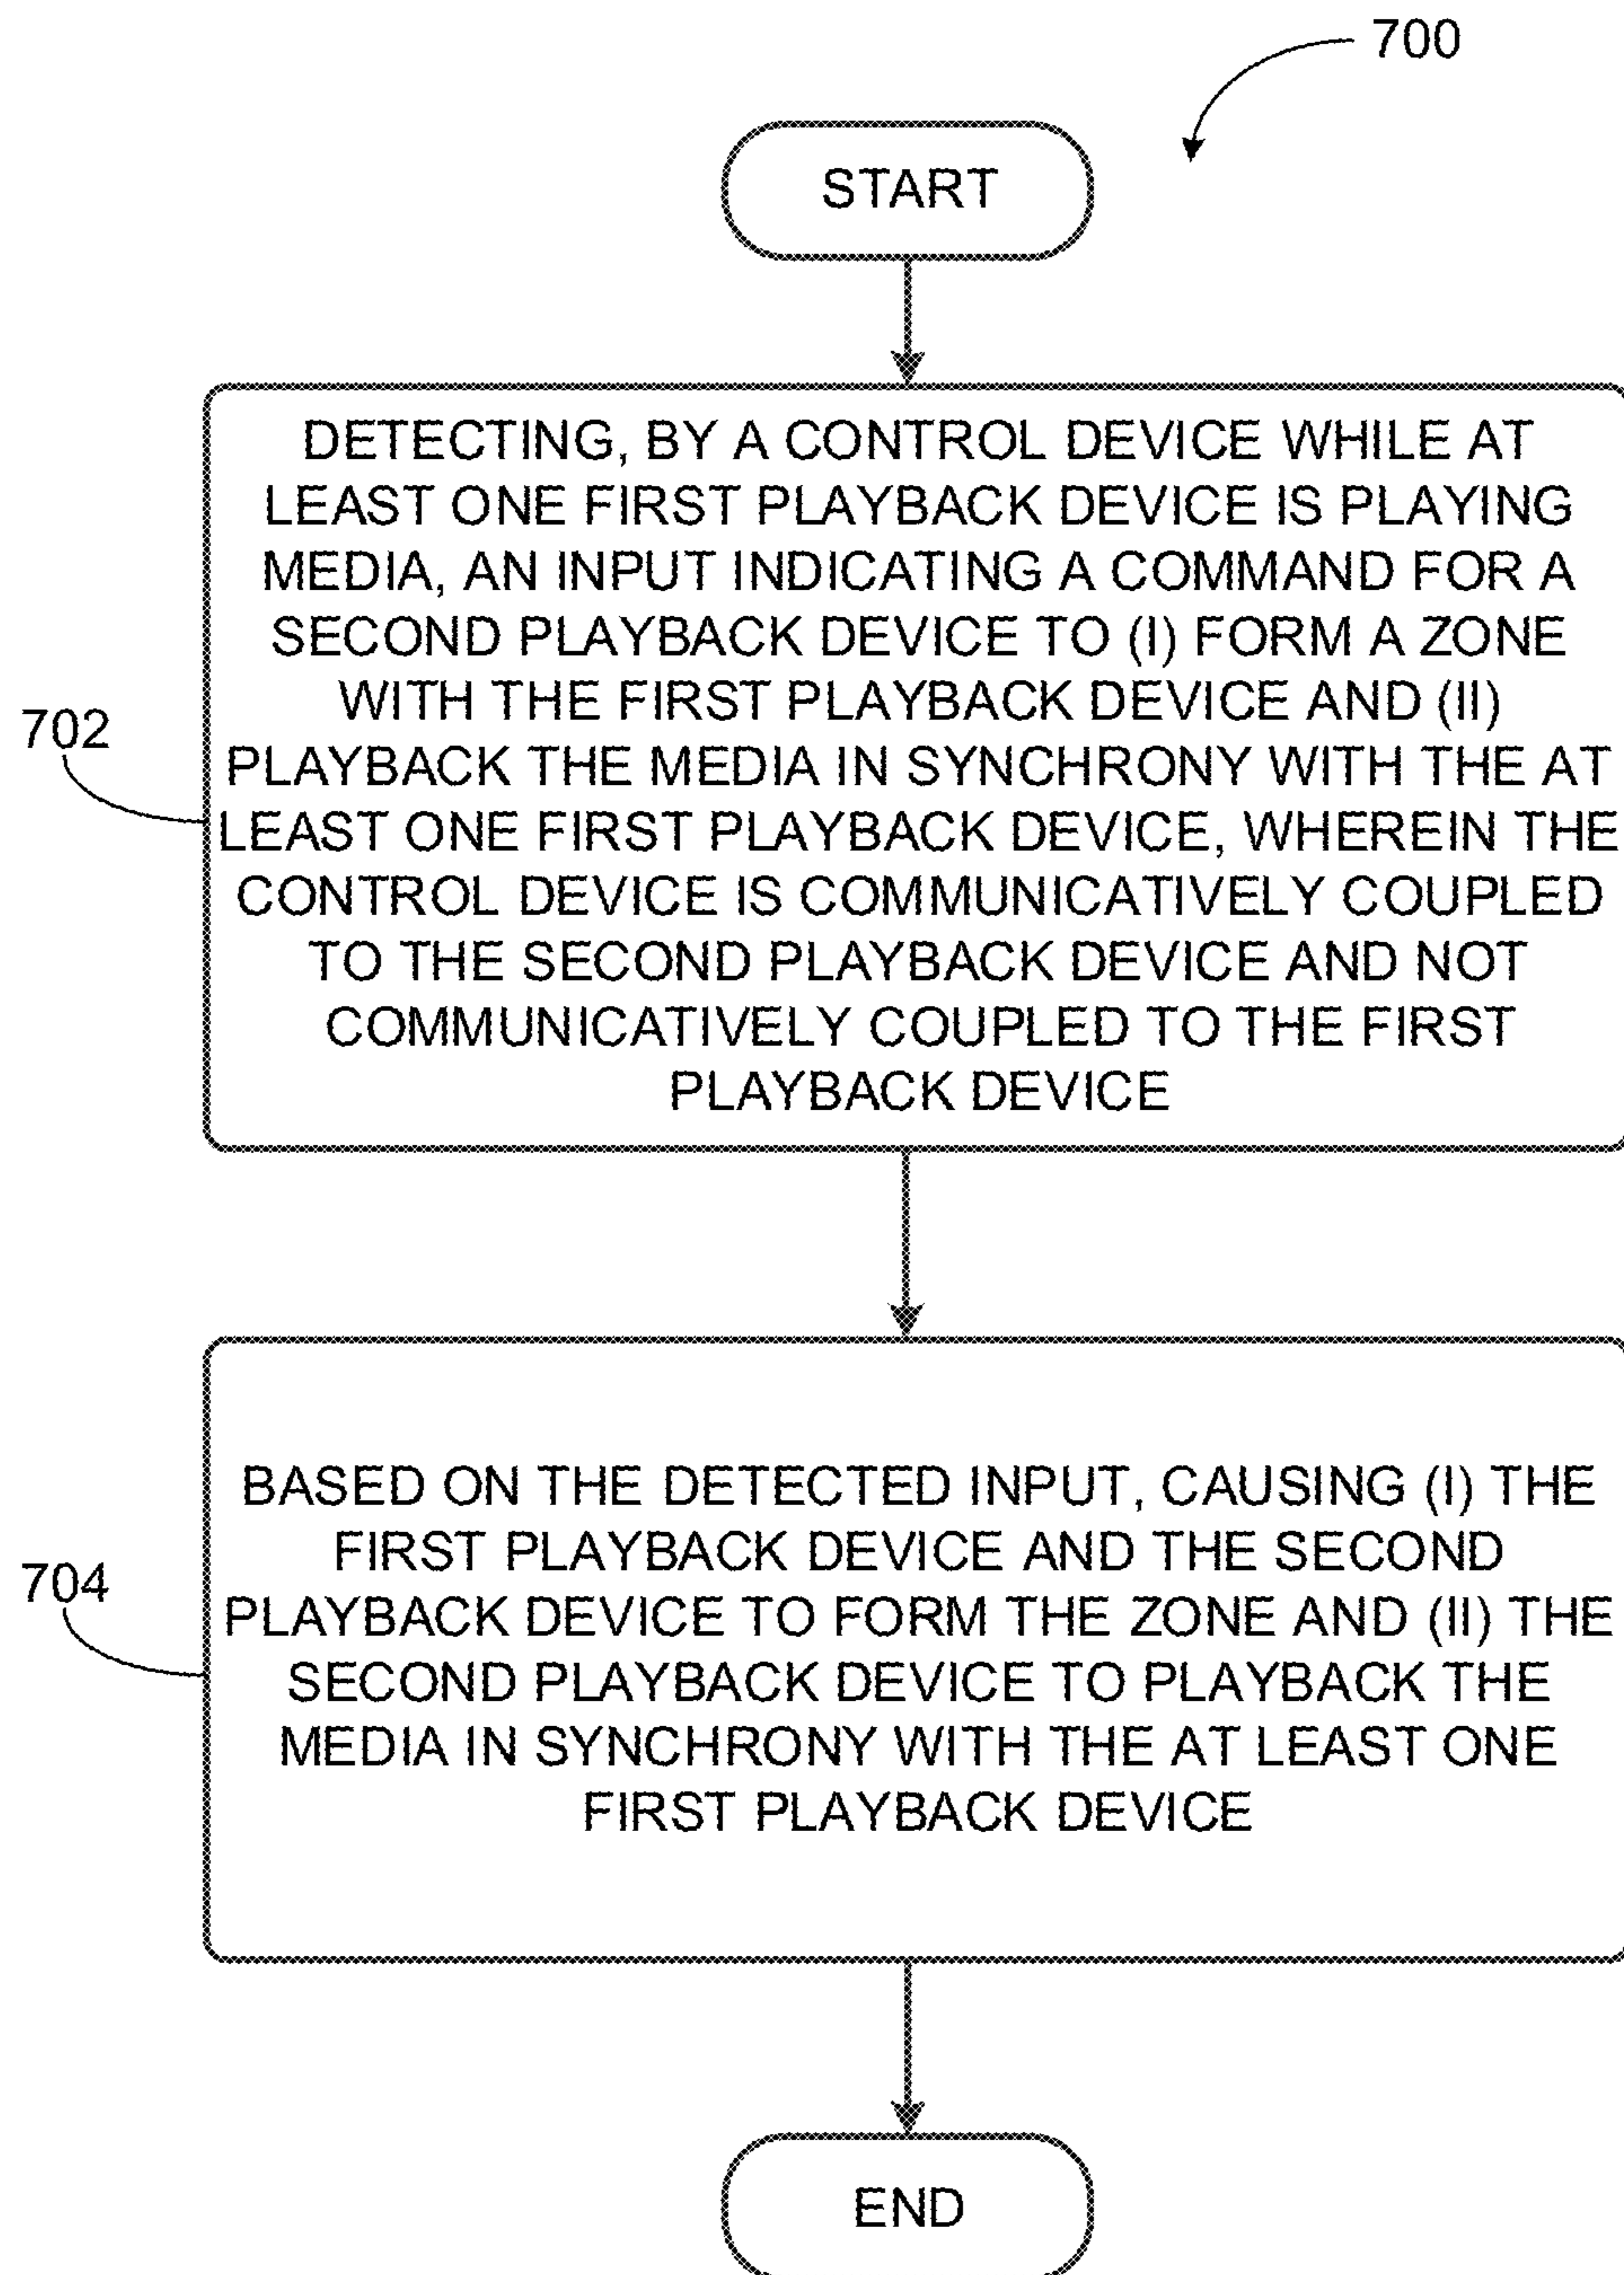 700
START
DETECTING, BY A CONTROL DEVICE WHILE AT
LEAST ONE FIRST PLAYBACK DEVICE IS PLAYING
MEDIA, AN INPUT INDICATING A COMMAND FOR A
SECOND PLAYBACK DEVICE TO (I) FORM A ZONE
WITH THE FIRST PLAYBACK DEVICE AND (II)
PLAYBACK THE MEDIA IN SYNCHRONY WITH THE AT
LEAST ONE FIRST PLAYBACK DEVICE, WHEREIN THE
CONTROL DEVICE IS COMMUNICATIVELY COUPLED
TO THE SECOND PLAYBACK DEVICE AND NOT
COMMUNICATIVELY COUPLED TO THE FIRST
PLAYBACK DEVICE
702
BASED ON THE DETECTED INPUT, CAUSING (I) THE
FIRST PLAYBACK DEVICE AND THE SECOND
PLAYBACK DEVICE TO FORM THE ZONE AND (II) THE
SECOND PLAYBACK DEVICE TO PLAYBACK THE
MEDIA IN SYNCHRONY WITH THE AT LEAST ONE
FIRST PLAYBACK DEVICE
704
END